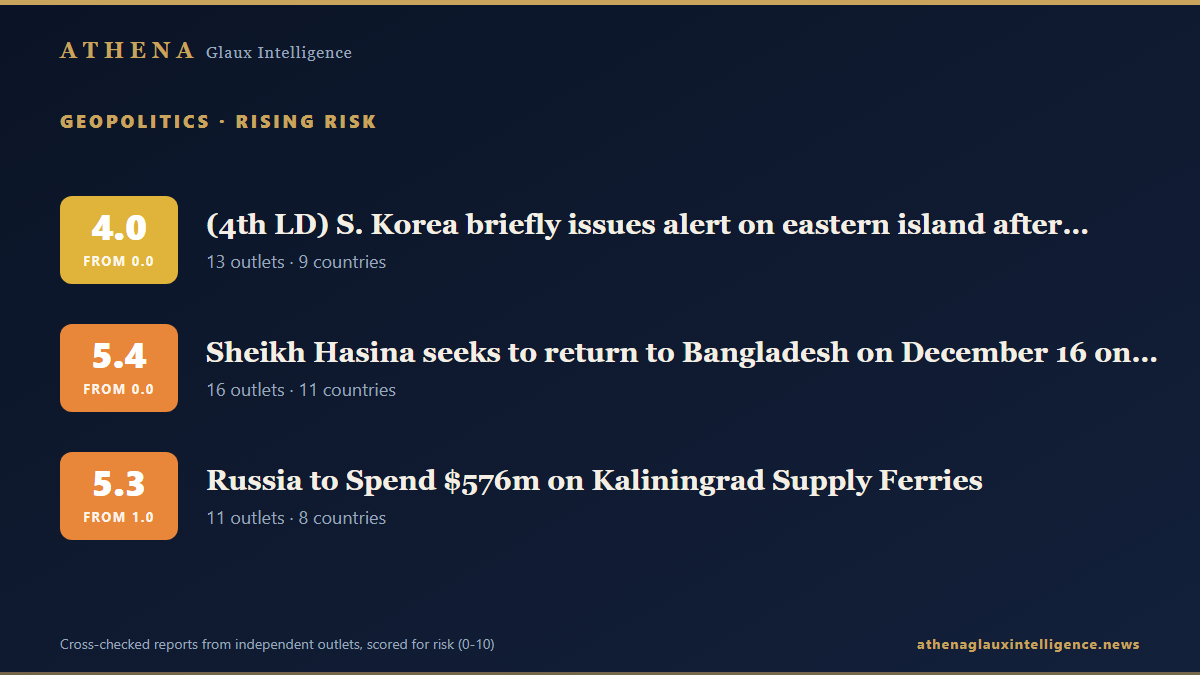 ATHENA Glaux Intelligence
GEOPOLITICS · RISING RISK
4.0
FROM 0.0
(4th LD) S. Korea briefly issues alert on eastern island after...
13 outlets · 9 countries
5.4
FROM 0.0
Sheikh Hasina seeks to return to Bangladesh on December 16 on...
16 outlets · 11 countries
5.3
FROM 1.0
Russia to Spend $576m on Kaliningrad Supply Ferries
11 outlets · 8 countries
Cross-checked reports from independent outlets, scored for risk (0-10)
athenaglauxintelligence.news